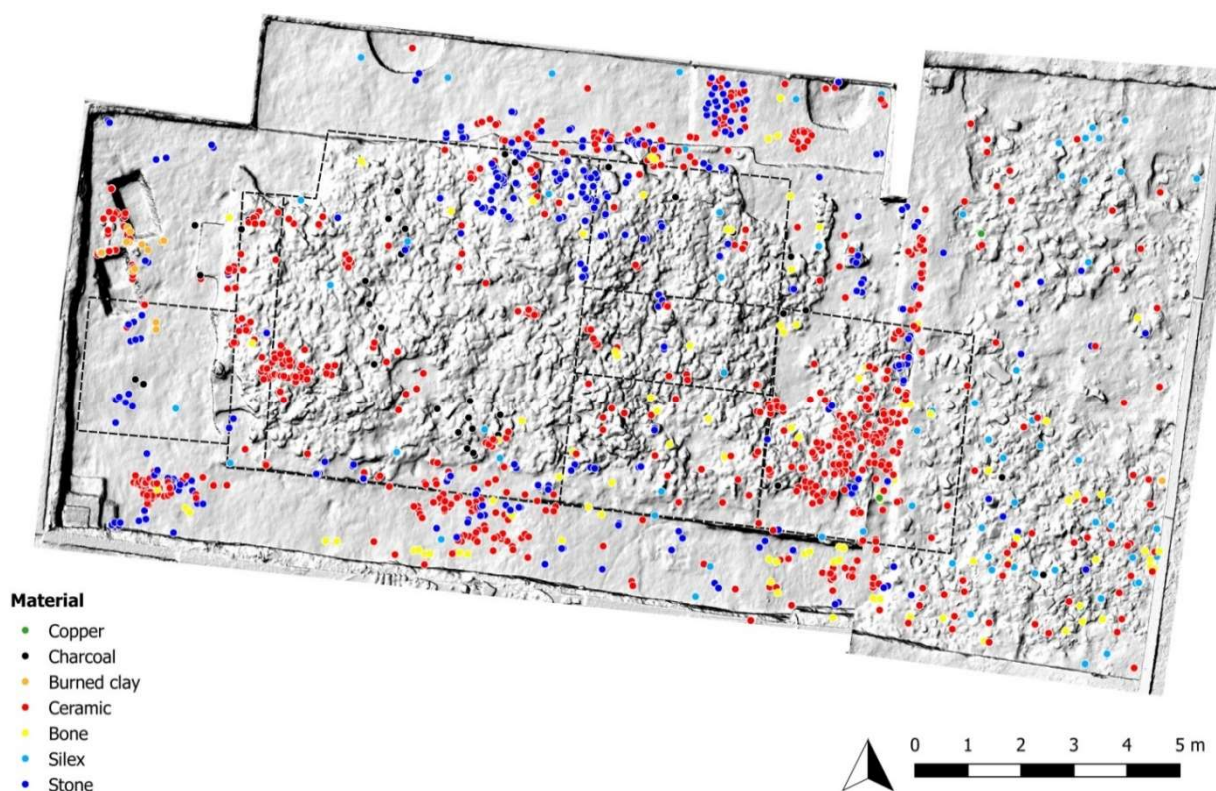 Material
Copper
Charcoal
Burned clay
Ceramic
Bone
Silex
Stone
0 1 2 3 4 5 m